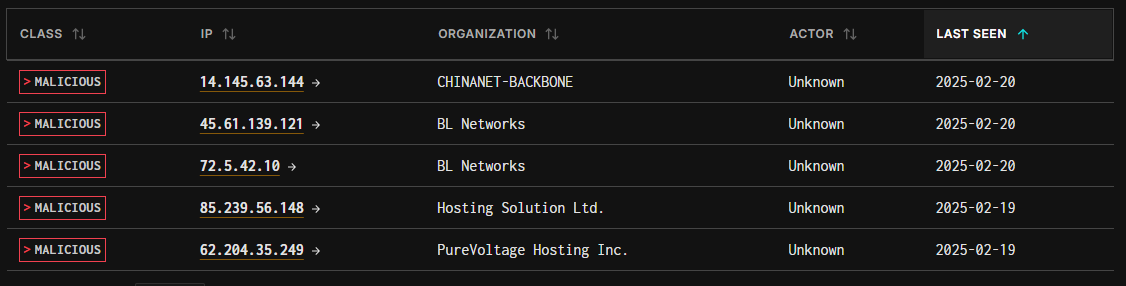 CLASS IP ORGANIZATION ACTOR LAST SEEN
> MALICIOUS 14.145.63.144 → CHINANET-BACKBONE Unknown 2025-02-20
> MALICIOUS 45.61.139.121 → BL Networks Unknown 2025-02-20
> MALICIOUS 72.5.42.10 → BL Networks Unknown 2025-02-20
> MALICIOUS 85.239.56.148 → Hosting Solution Ltd. Unknown 2025-02-19
> MALICIOUS 62.204.35.249 → PureVoltage Hosting Inc. Unknown 2025-02-19